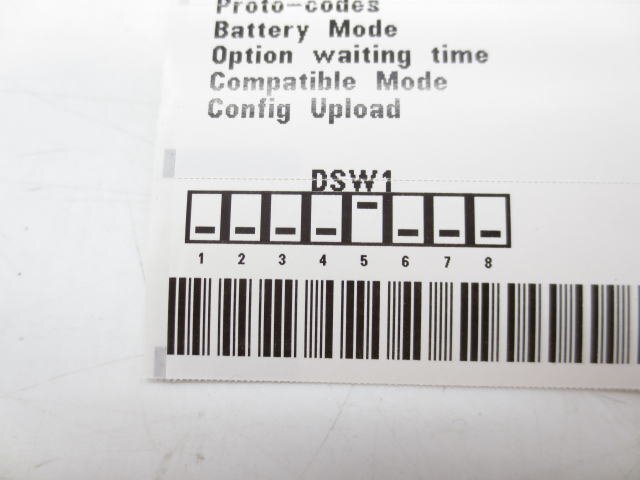 Proto-codes
Battery Mode
Option waiting time
Compatible Mode
Config Upload
DSW1
1 2 3 4 5 6 7 8